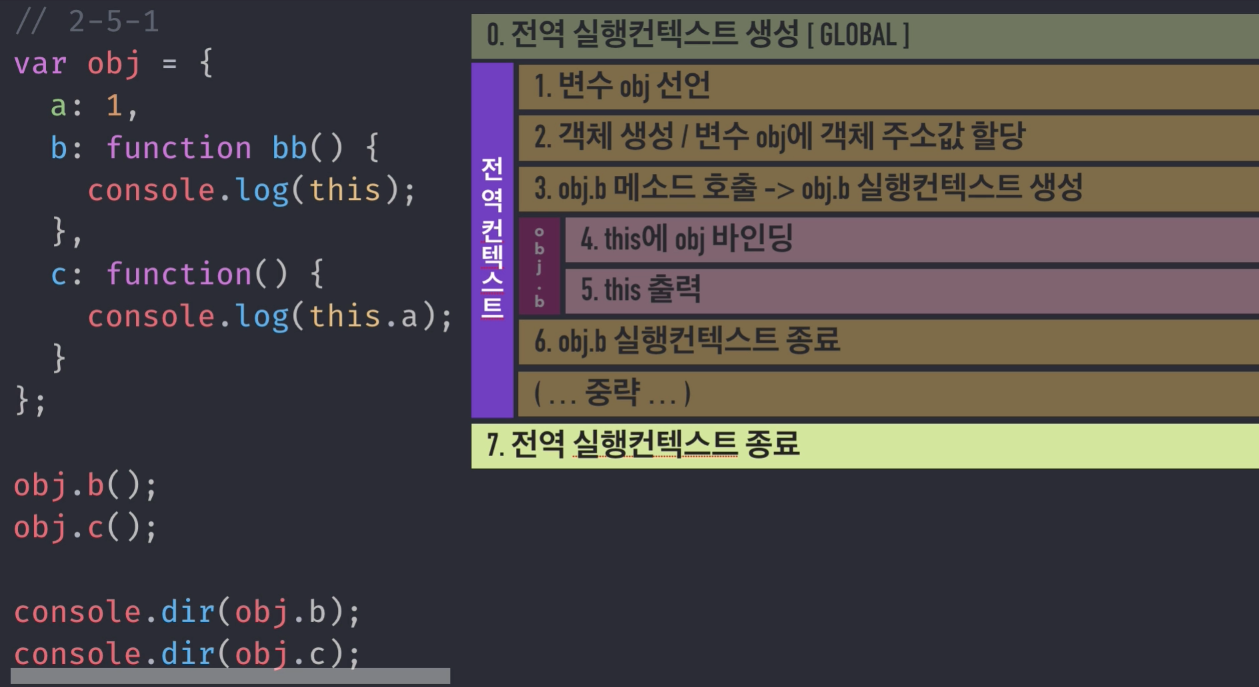 // 2-5-1
var obj = {
  a: 1,
  b: function bb() {
    console.log(this);
  },
  c: function() {
    console.log(this.a);
  }
};

obj.b();
obj.c();

console.dir(obj.b);
console.dir(obj.c);
0. 전역 실행컨텍스트 생성 [ GLOBAL ]
전역컨텍스트
1. 변수 obj 선언
2. 객체 생성 / 변수 obj에 객체 주소값 할당
3. obj.b 메소드 호출 -> obj.b 실행컨텍스트 생성
obj.b
4. this에 obj 바인딩
5. this 출력
6. obj.b 실행컨텍스트 종료
( ... 중략 ... )
7. 전역 실행컨텍스트 종료